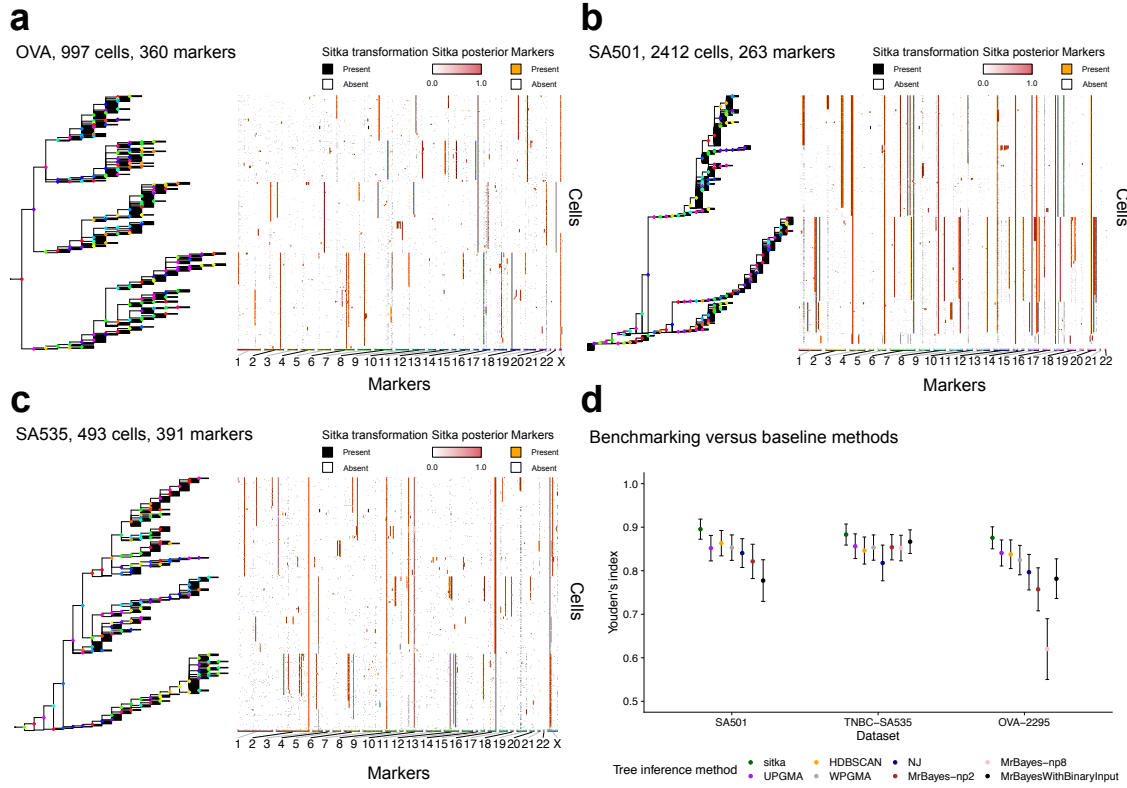 a
OVA, 997 cells, 360 markers
Sitka transformation Sitka posterior Markers
Present
Absent
0.0 1.0
Present
Absent
Cells
1 2 3 4 5 6 7 8 9 10 11 12 13 14 15 16 17 18 19 20 21 22 X
Markers
b
SA501, 2412 cells, 263 markers
Sitka transformation Sitka posterior Markers
Present
Absent
0.0 1.0
Present
Absent
Cells
1 2 3 4 5 6 7 8 9 10 11 12 13 14 15 16 17 18 19 20 21 22
Markers
c
SA535, 493 cells, 391 markers
Sitka transformation Sitka posterior Markers
Present
Absent
0.0 1.0
Present
Absent
Cells
1 2 3 4 5 6 7 8 9 10 11 12 13 14 15 16 17 18 19 20 21 22 X
Markers
d
Benchmarking versus baseline methods
1.0
0.9
0.8
0.7
0.6
0.5
Youden's index
SA501 TNBC−SA535 OVA−2295
Dataset
Tree inference method
sitka HDBSCAN NJ MrBayes−np8
UPGMA WPGMA MrBayes−np2 MrBayesWithBinaryInput